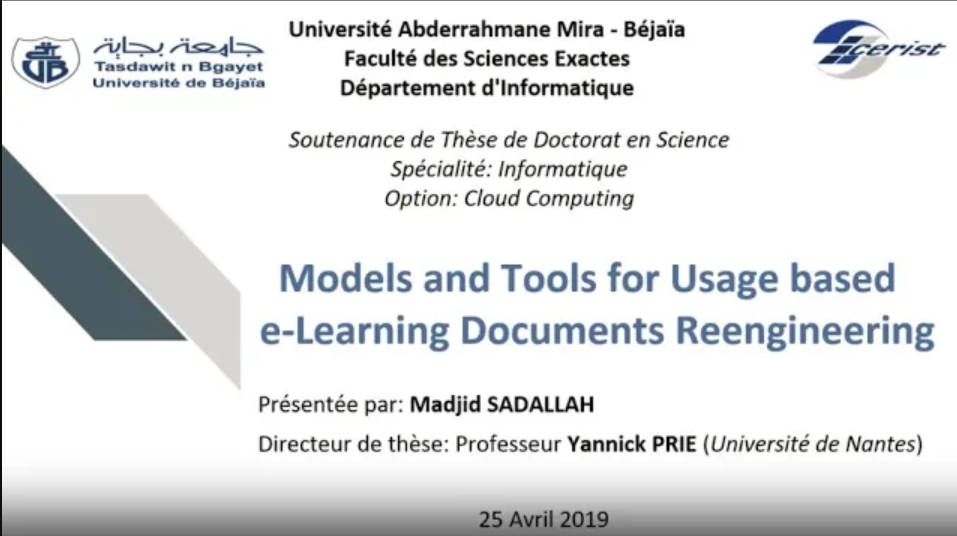 Université Abderrahmane Mira - Béjaïa
Faculté des Sciences Exactes
Département d'Informatique
جامعة بجاية
Tasdawit n Bgayet
Université de Béjaïa
cerist
Soutenance de Thèse de Doctorat en Science
Spécialité: Informatique
Option: Cloud Computing
Models and Tools for Usage based
e-Learning Documents Reengineering
Présentée par: Madjid SADALLAH
Directeur de thèse: Professeur Yannick PRIE (Université de Nantes)
25 Avril 2019